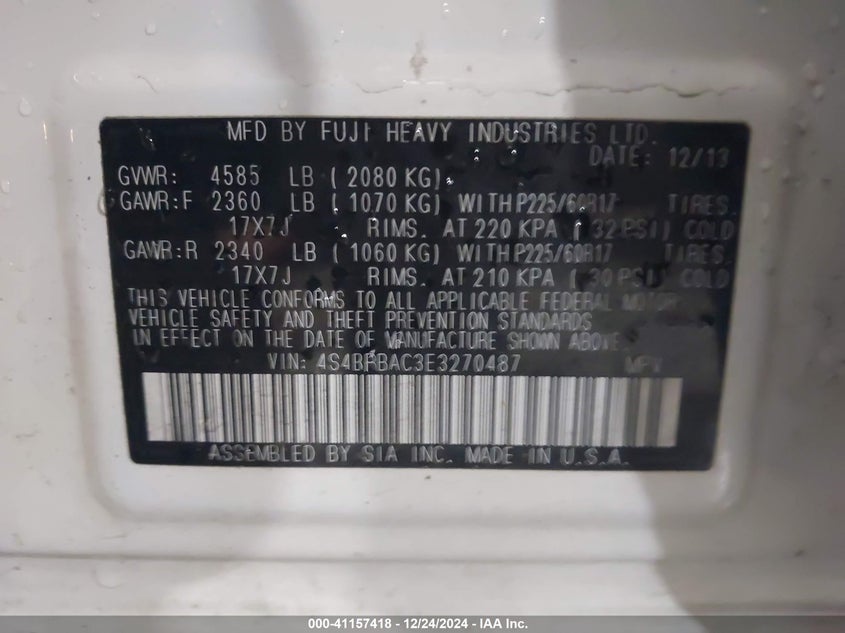 MFD BY FUJI HEAVY INDUSTRIES LTD.
DATE: 12/13
GVWR: 4585 LB ( 2080 KG)
GAWR:F 2360 LB ( 1070 KG) WITH P225/60R17 TIRES
17X7J RIMS. AT 220 KPA ( 32 PSI) COLD
GAWR:R 2340 LB ( 1060 KG) WITH P225/60R17 TIRES
17X7J RIMS. AT 210 KPA ( 30 PSI) COLD
THIS VEHICLE CONFORMS TO ALL APPLICABLE FEDERAL MOTOR
VEHICLE SAFETY AND THEFT PREVENTION STANDARDS
IN EFFECT ON THE DATE OF MANUFACTURE SHOWN ABOVE.
VIN: 4S4BRBAC3E3270487 MPV
ASSEMBLED BY SIA INC. MADE IN U.S.A.
000-41157418 - 12/24/2024 - IAA Inc.